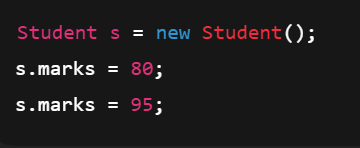 Student s = new Student();
s.marks = 80;
s.marks = 95;